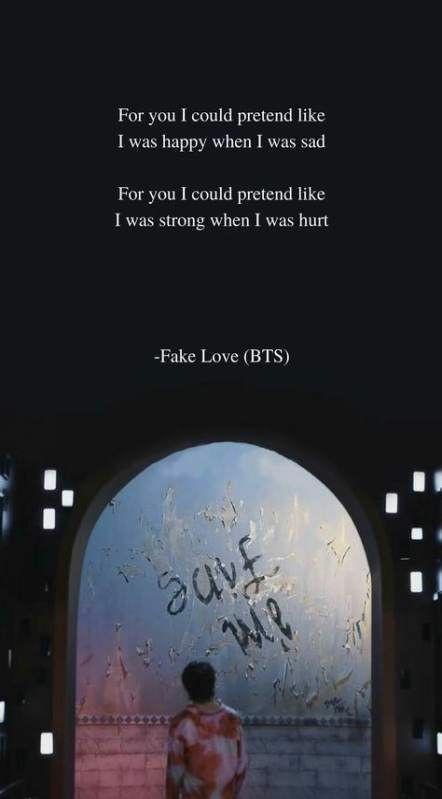 For you I could pretend like
I was happy when I was sad
For you I could pretend like
I was strong when I was hurt
-Fake Love (BTS)
SAVE
ME